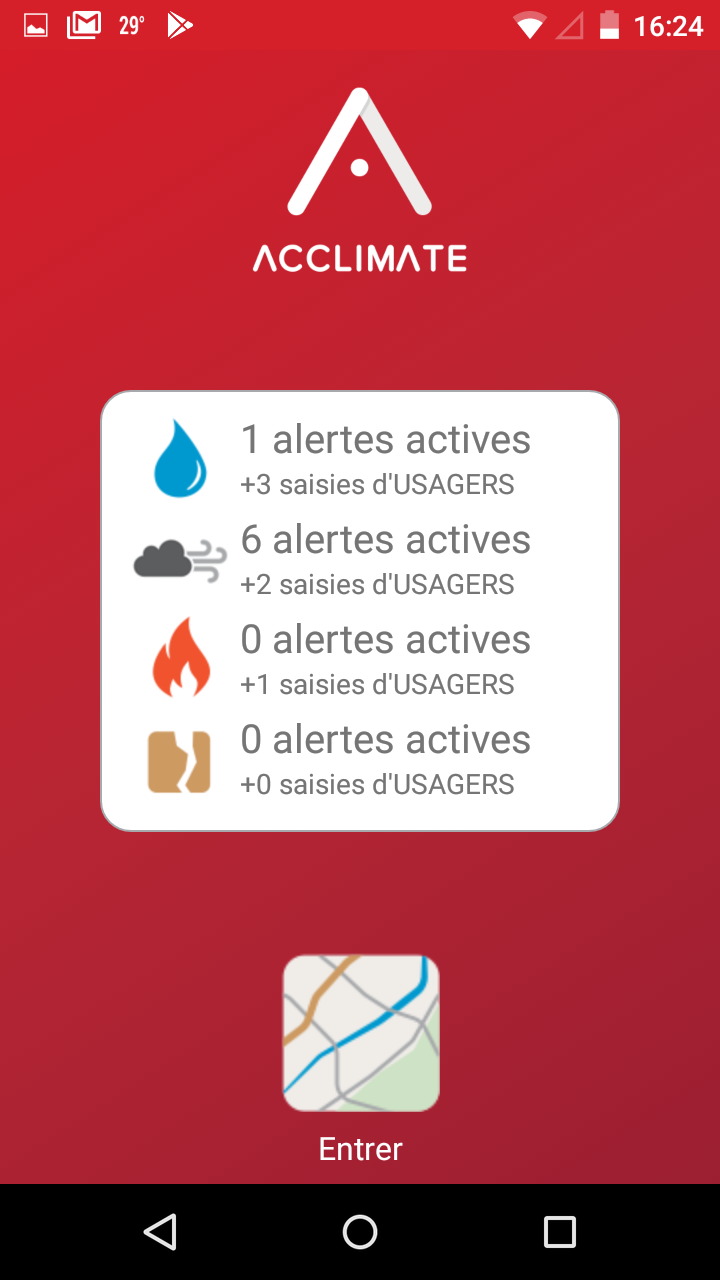 29°
16:24
ACCLIMATE
1 alertes actives
+3 saisies d'USAGERS
6 alertes actives
+2 saisies d'USAGERS
0 alertes actives
+1 saisies d'USAGERS
0 alertes actives
+0 saisies d'USAGERS
Entrer